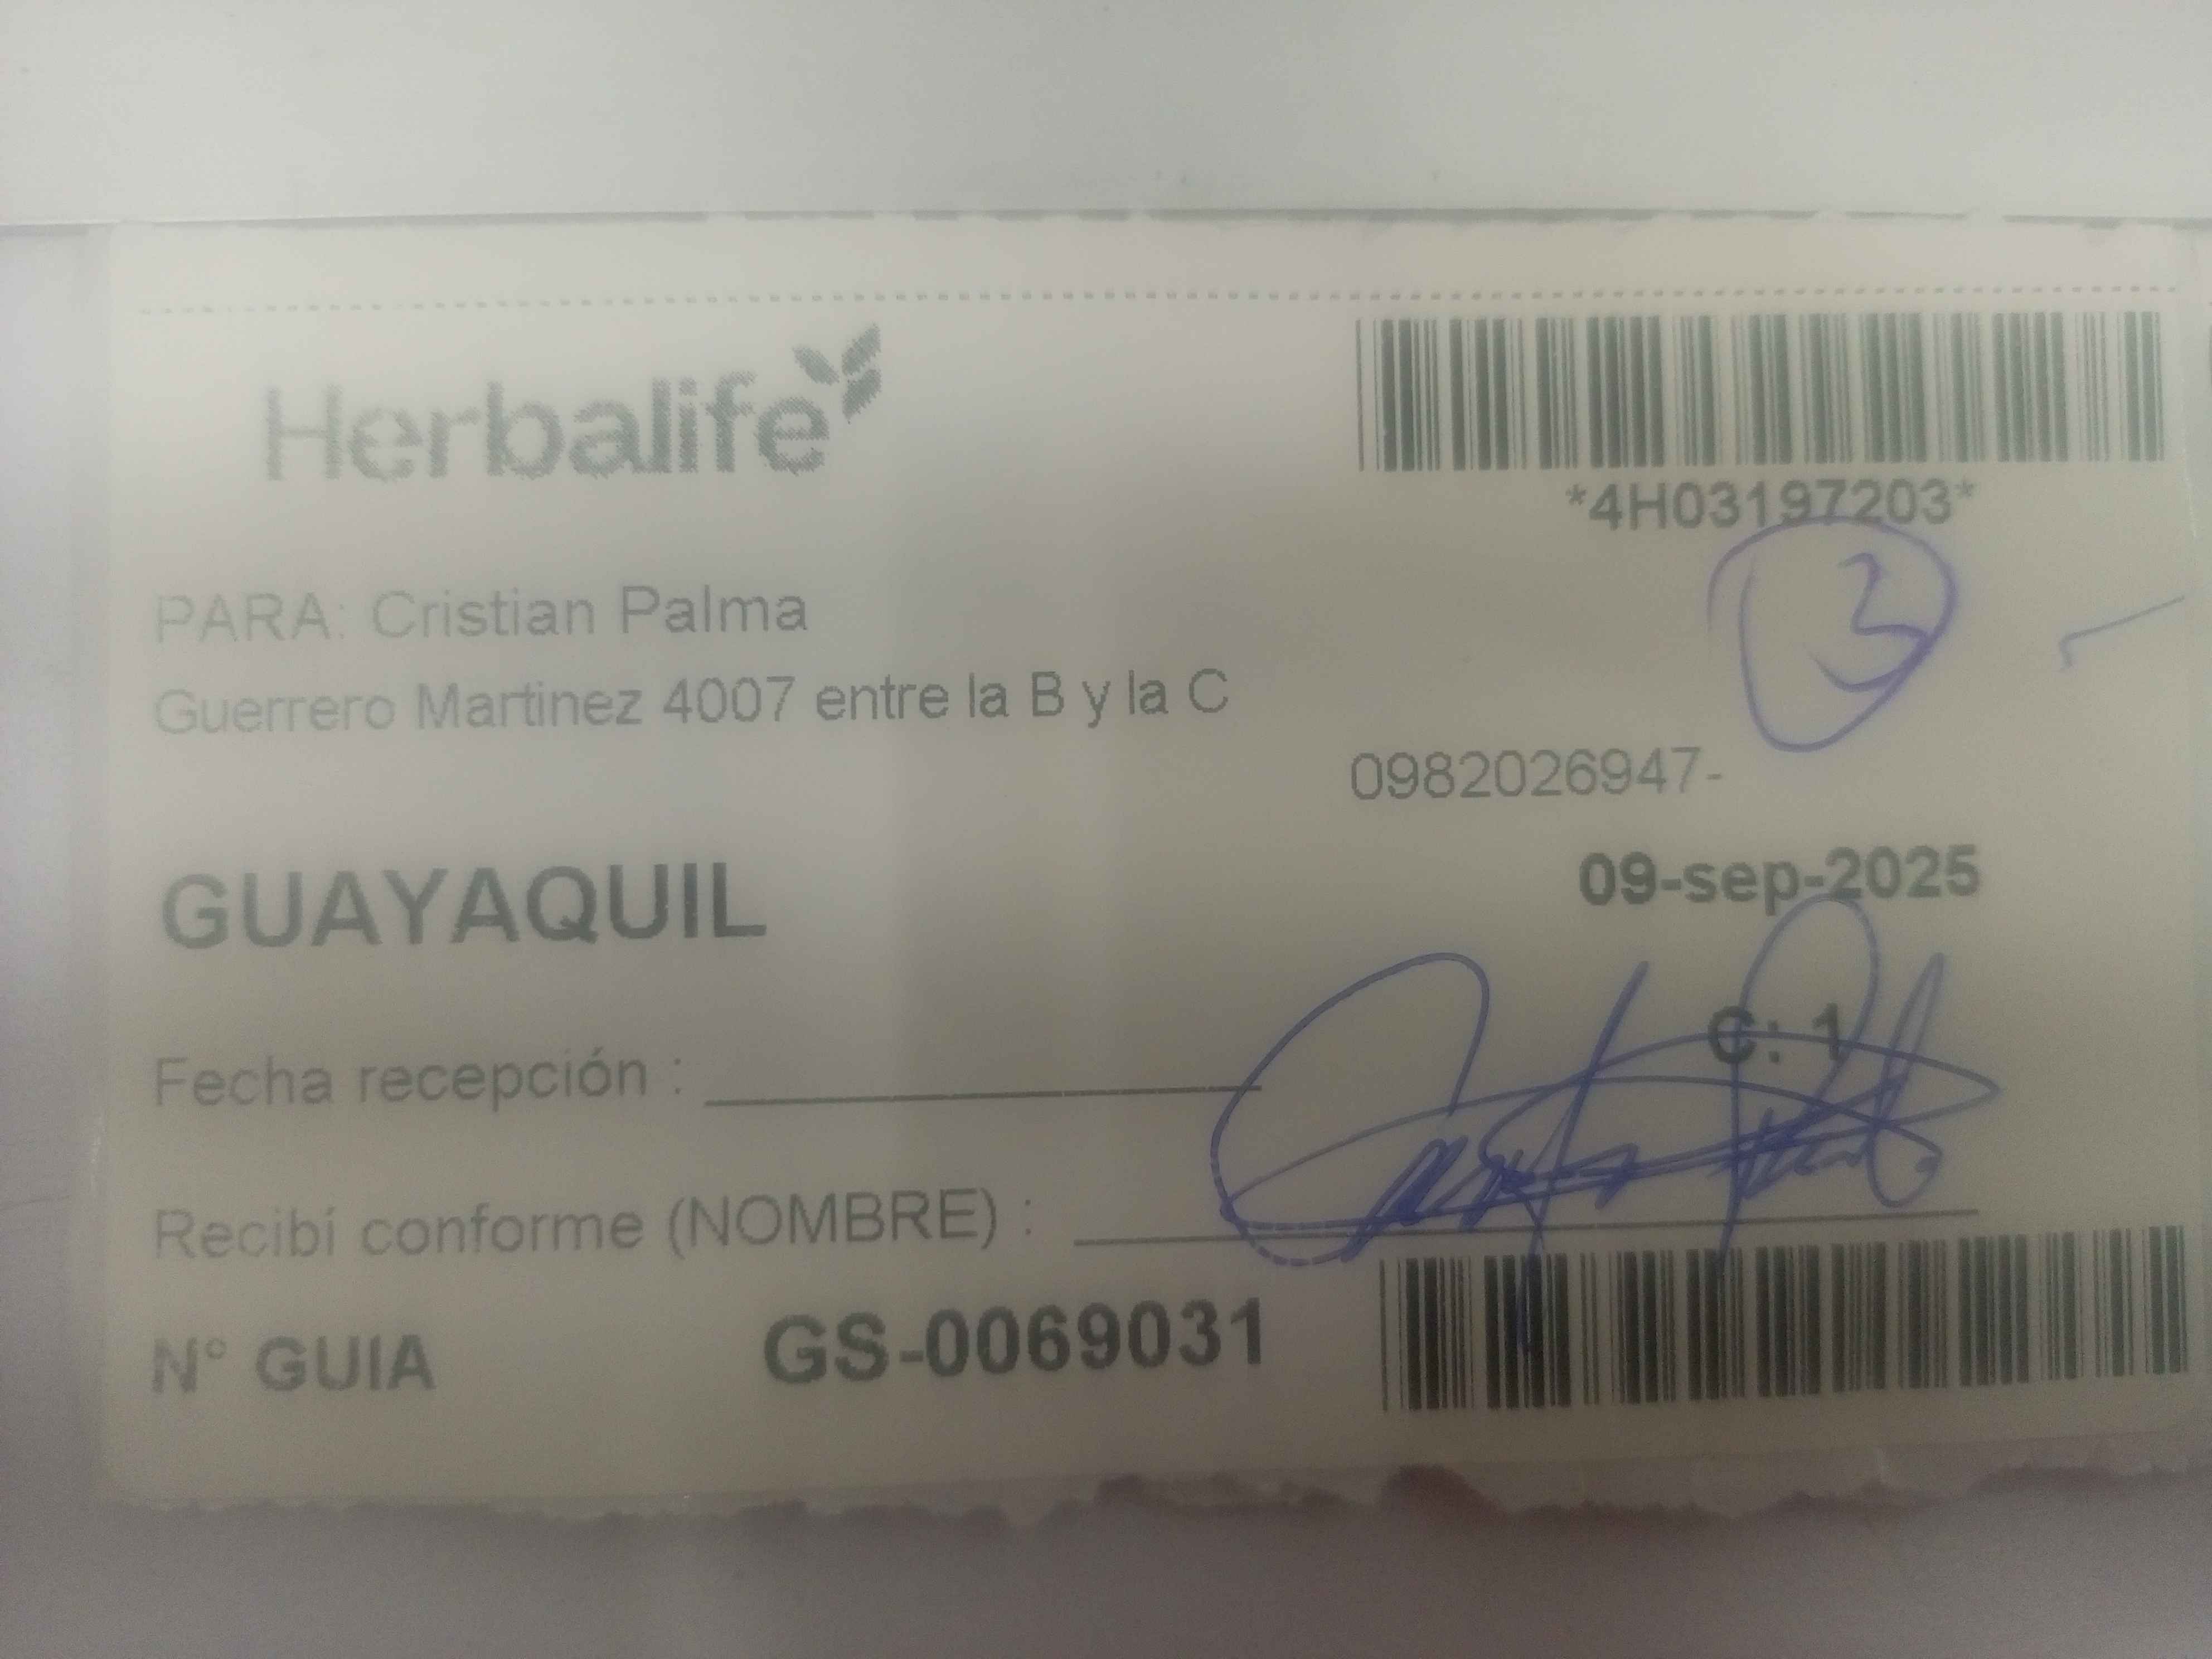 Herbalife
*4H03197203*
3
PARA: Cristian Palma
Guerrero Martinez 4007 entre la B y la C
0982026947-
GUAYAQUIL
09-sep-2025
C: 1
Fecha recepción :
Recibí conforme (NOMBRE) :
N° GUIA GS-0069031